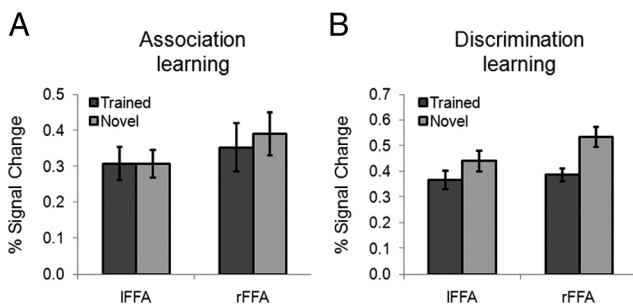 A
Association
learning
% Signal Change
0.5
0.4
0.3
0.2
0.1
0.0
Trained
Novel
lFFA
rFFA
B
Discrimination
learning
% Signal Change
0.7
0.6
0.5
0.4
0.3
0.2
0.1
0.0
Trained
Novel
lFFA
rFFA